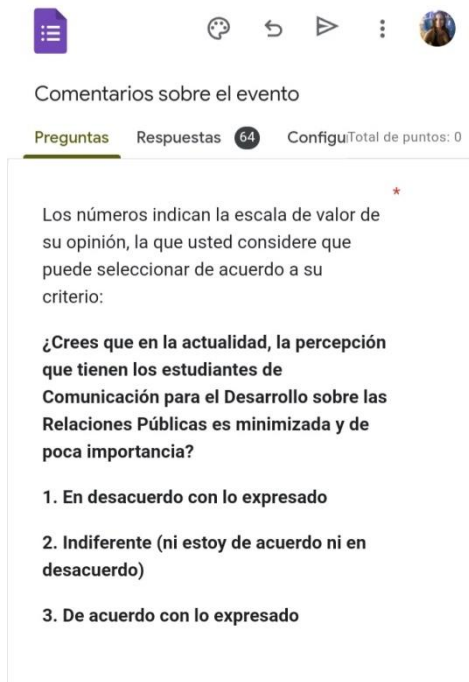 Comentarios sobre el evento
Preguntas Respuestas 64 Configu Total de puntos: 0
*
Los números indican la escala de valor de
su opinión, la que usted considere que
puede seleccionar de acuerdo a su
criterio:
¿Crees que en la actualidad, la percepción
que tienen los estudiantes de
Comunicación para el Desarrollo sobre las
Relaciones Públicas es minimizada y de
poca importancia?
1. En desacuerdo con lo expresado
2. Indiferente (ni estoy de acuerdo ni en
desacuerdo)
3. De acuerdo con lo expresado